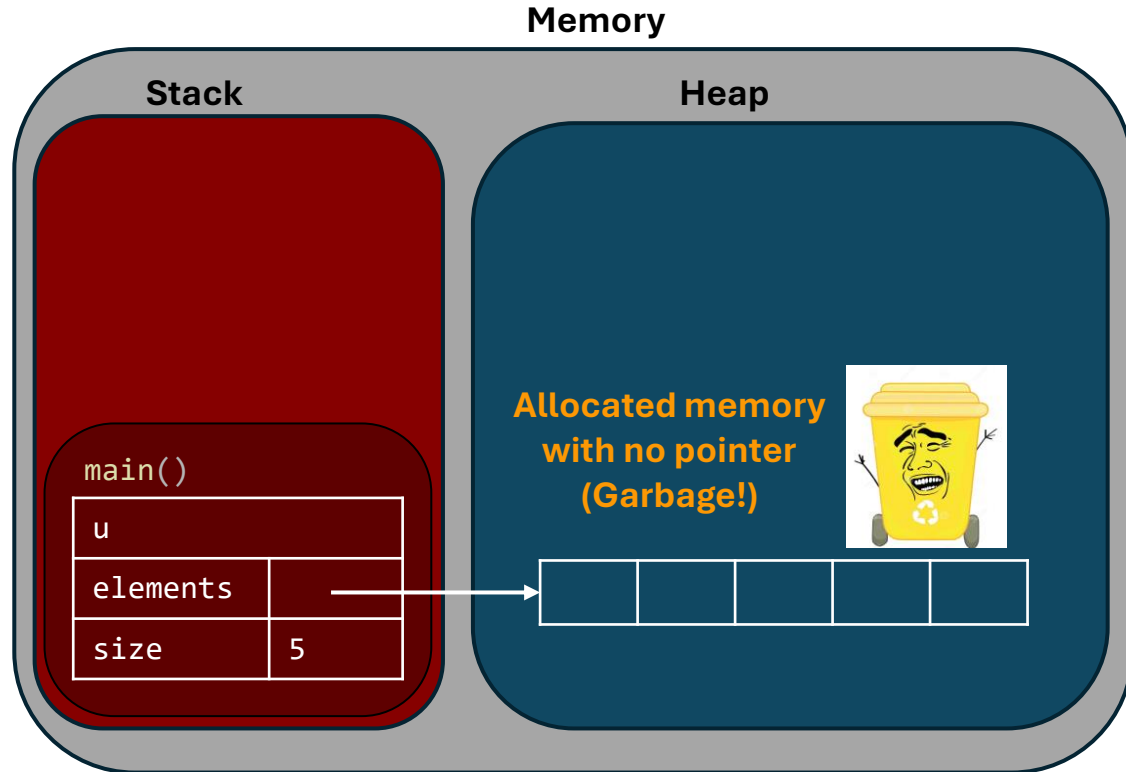 Memory
Stack
Heap
Allocated memory
with no pointer
(Garbage!)
main()
u
elements
size 5